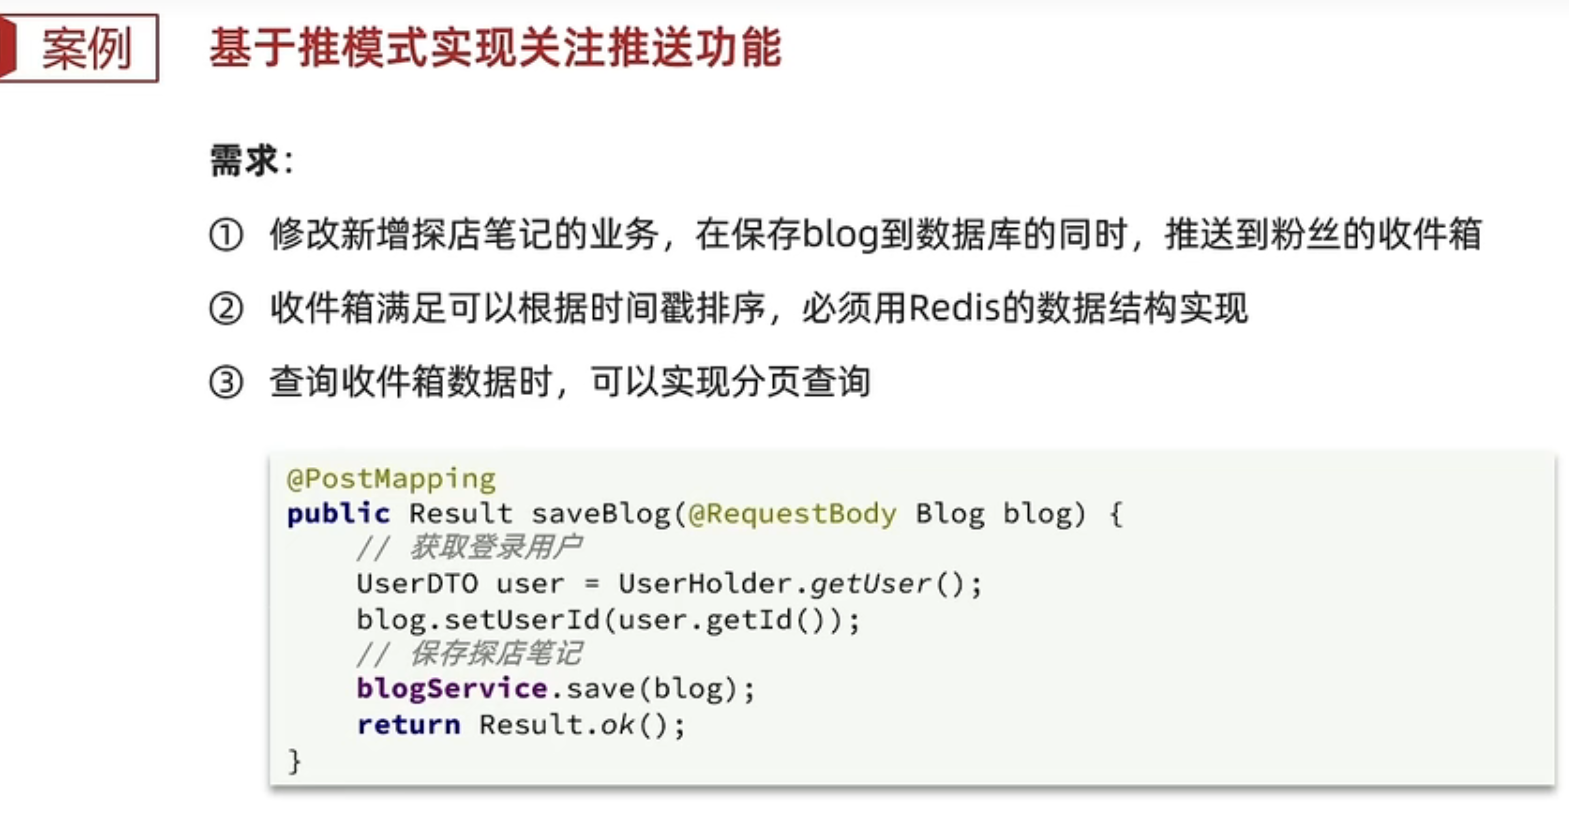 案例
基于推模式实现关注推送功能
需求：
① 修改新增探店笔记的业务，在保存blog到数据库的同时，推送到粉丝的收件箱
② 收件箱满足可以根据时间戳排序，必须用Redis的数据结构实现
③ 查询收件箱数据时，可以实现分页查询
@PostMapping
public Result saveBlog(@RequestBody Blog blog) {
    // 获取登录用户
    UserDTO user = UserHolder.getUser();
    blog.setUserId(user.getId());
    // 保存探店笔记
    blogService.save(blog);
    return Result.ok();
}